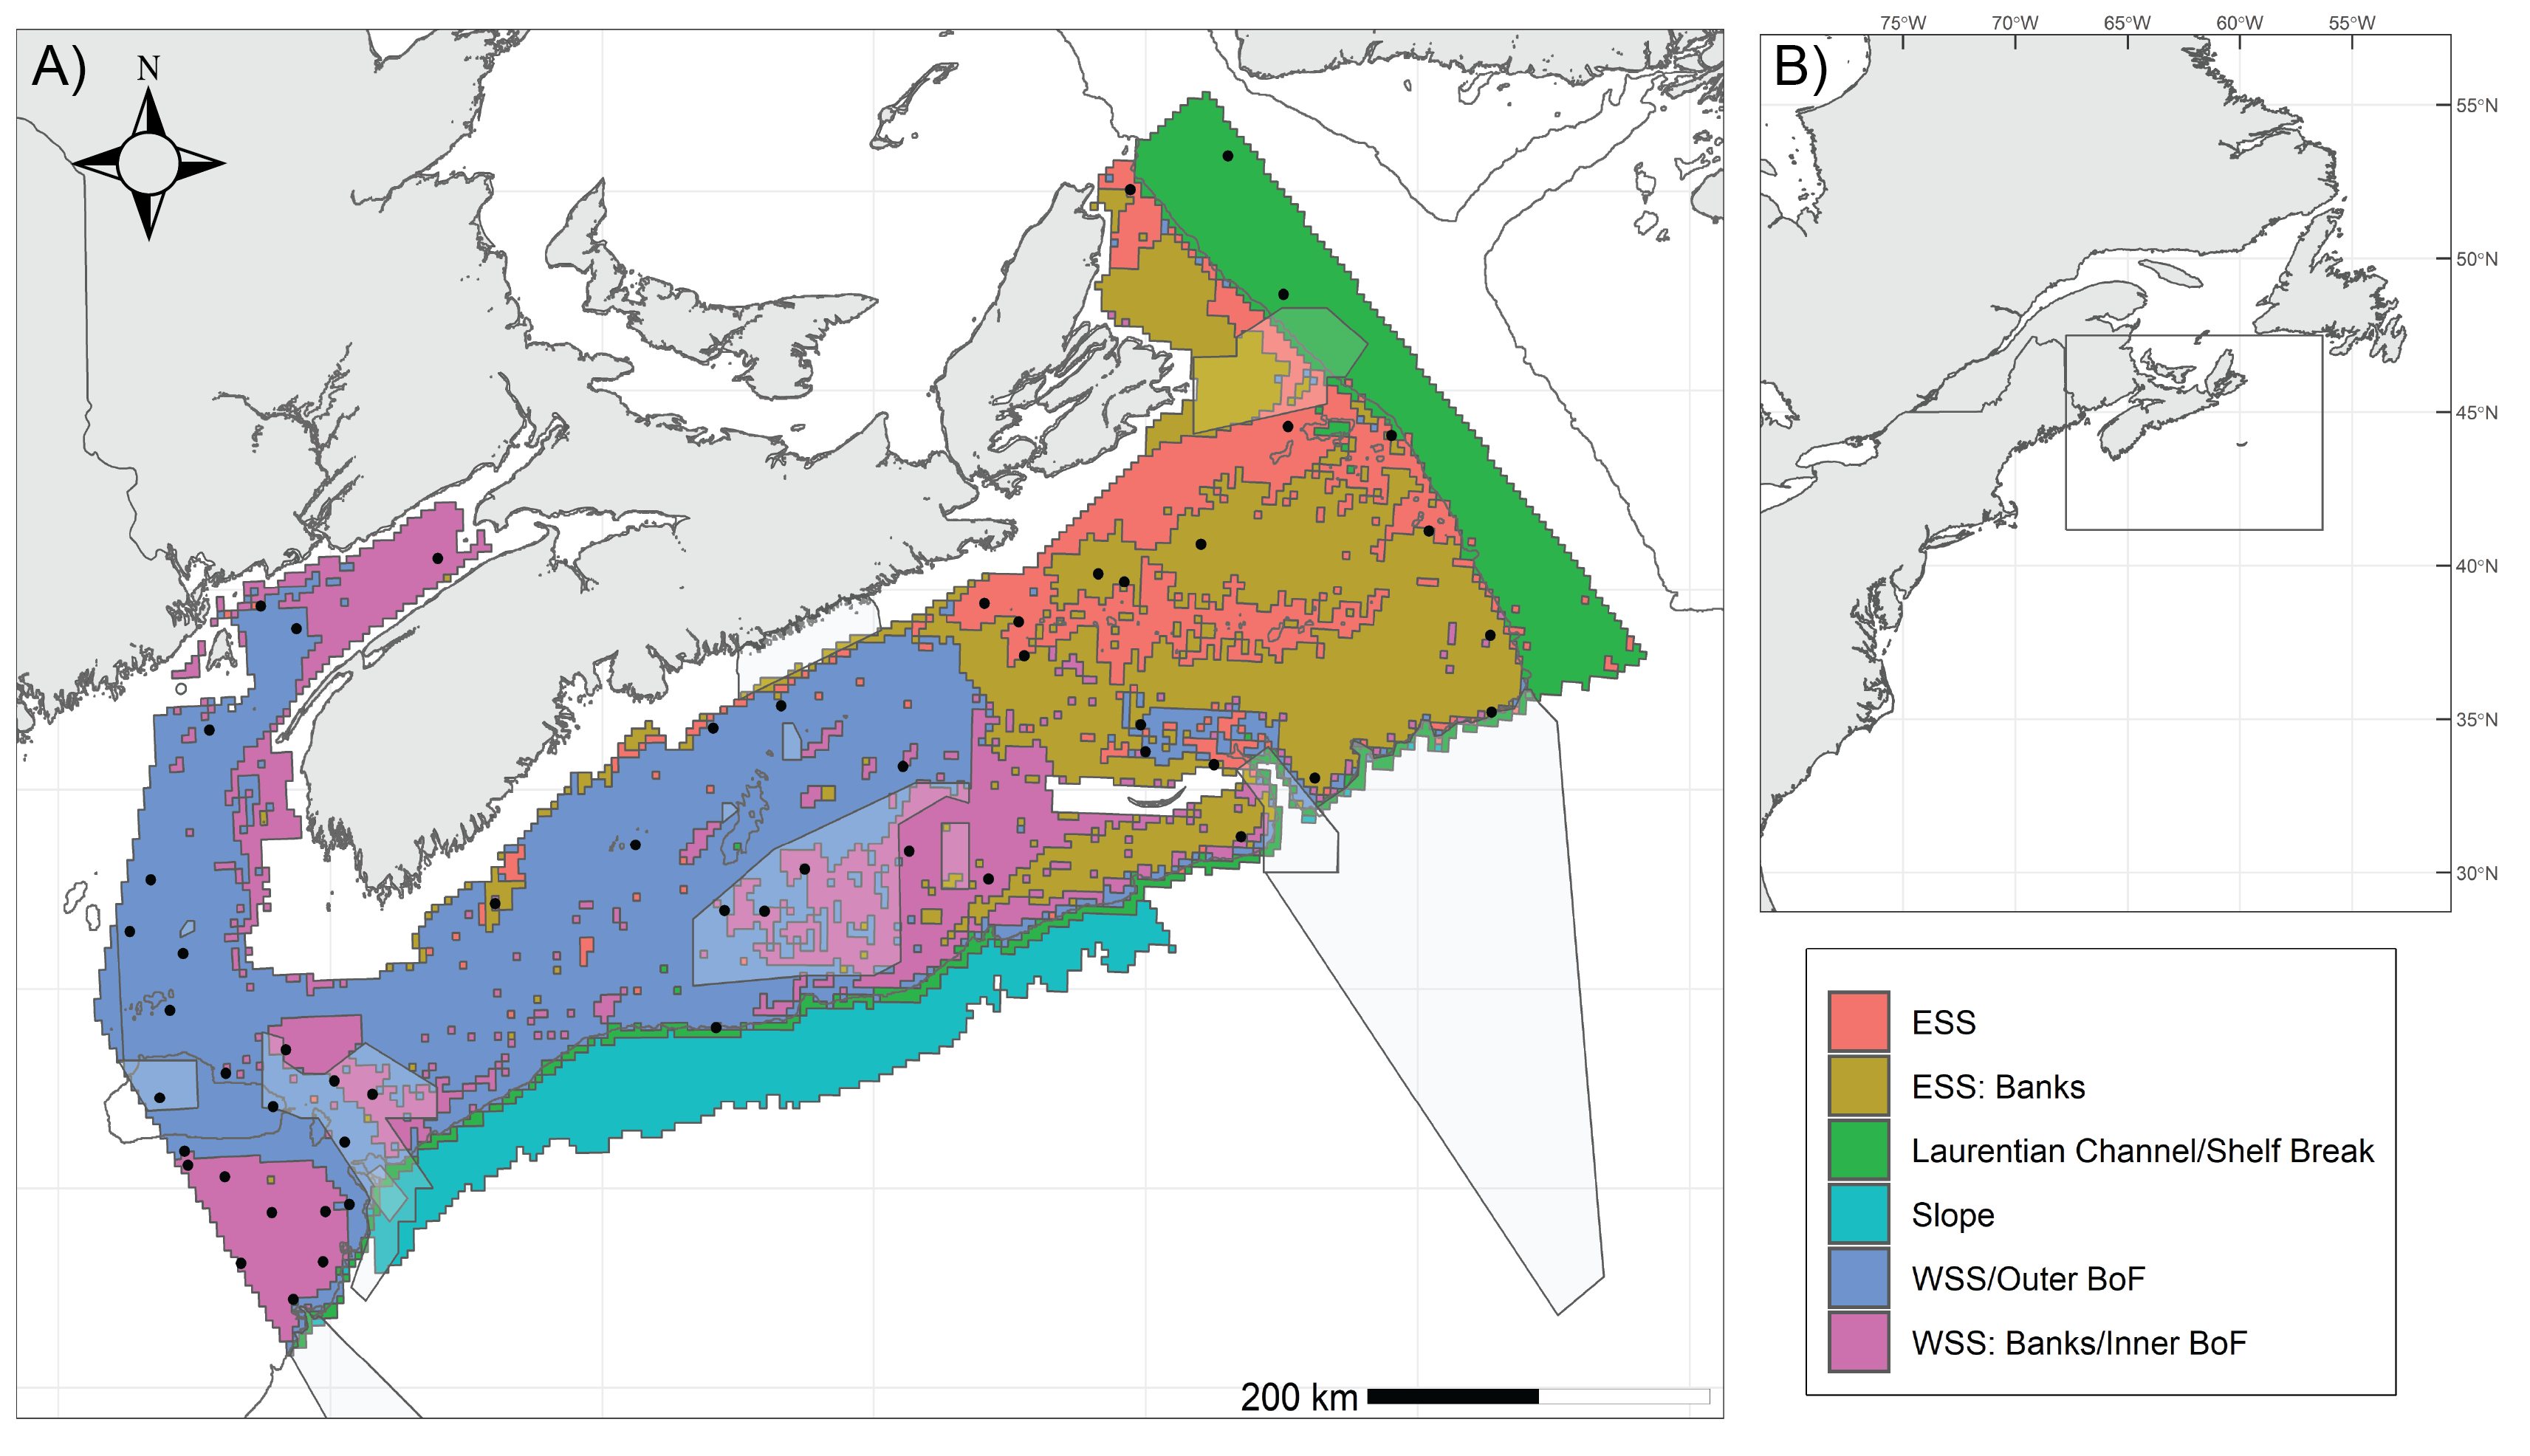 A)
N
200 km
B)
75°W 70°W 65°W 60°W 55°W
55°N
50°N
45°N
40°N
35°N
30°N
ESS
ESS: Banks
Laurentian Channel/Shelf Break
Slope
WSS/Outer BoF
WSS: Banks/Inner BoF